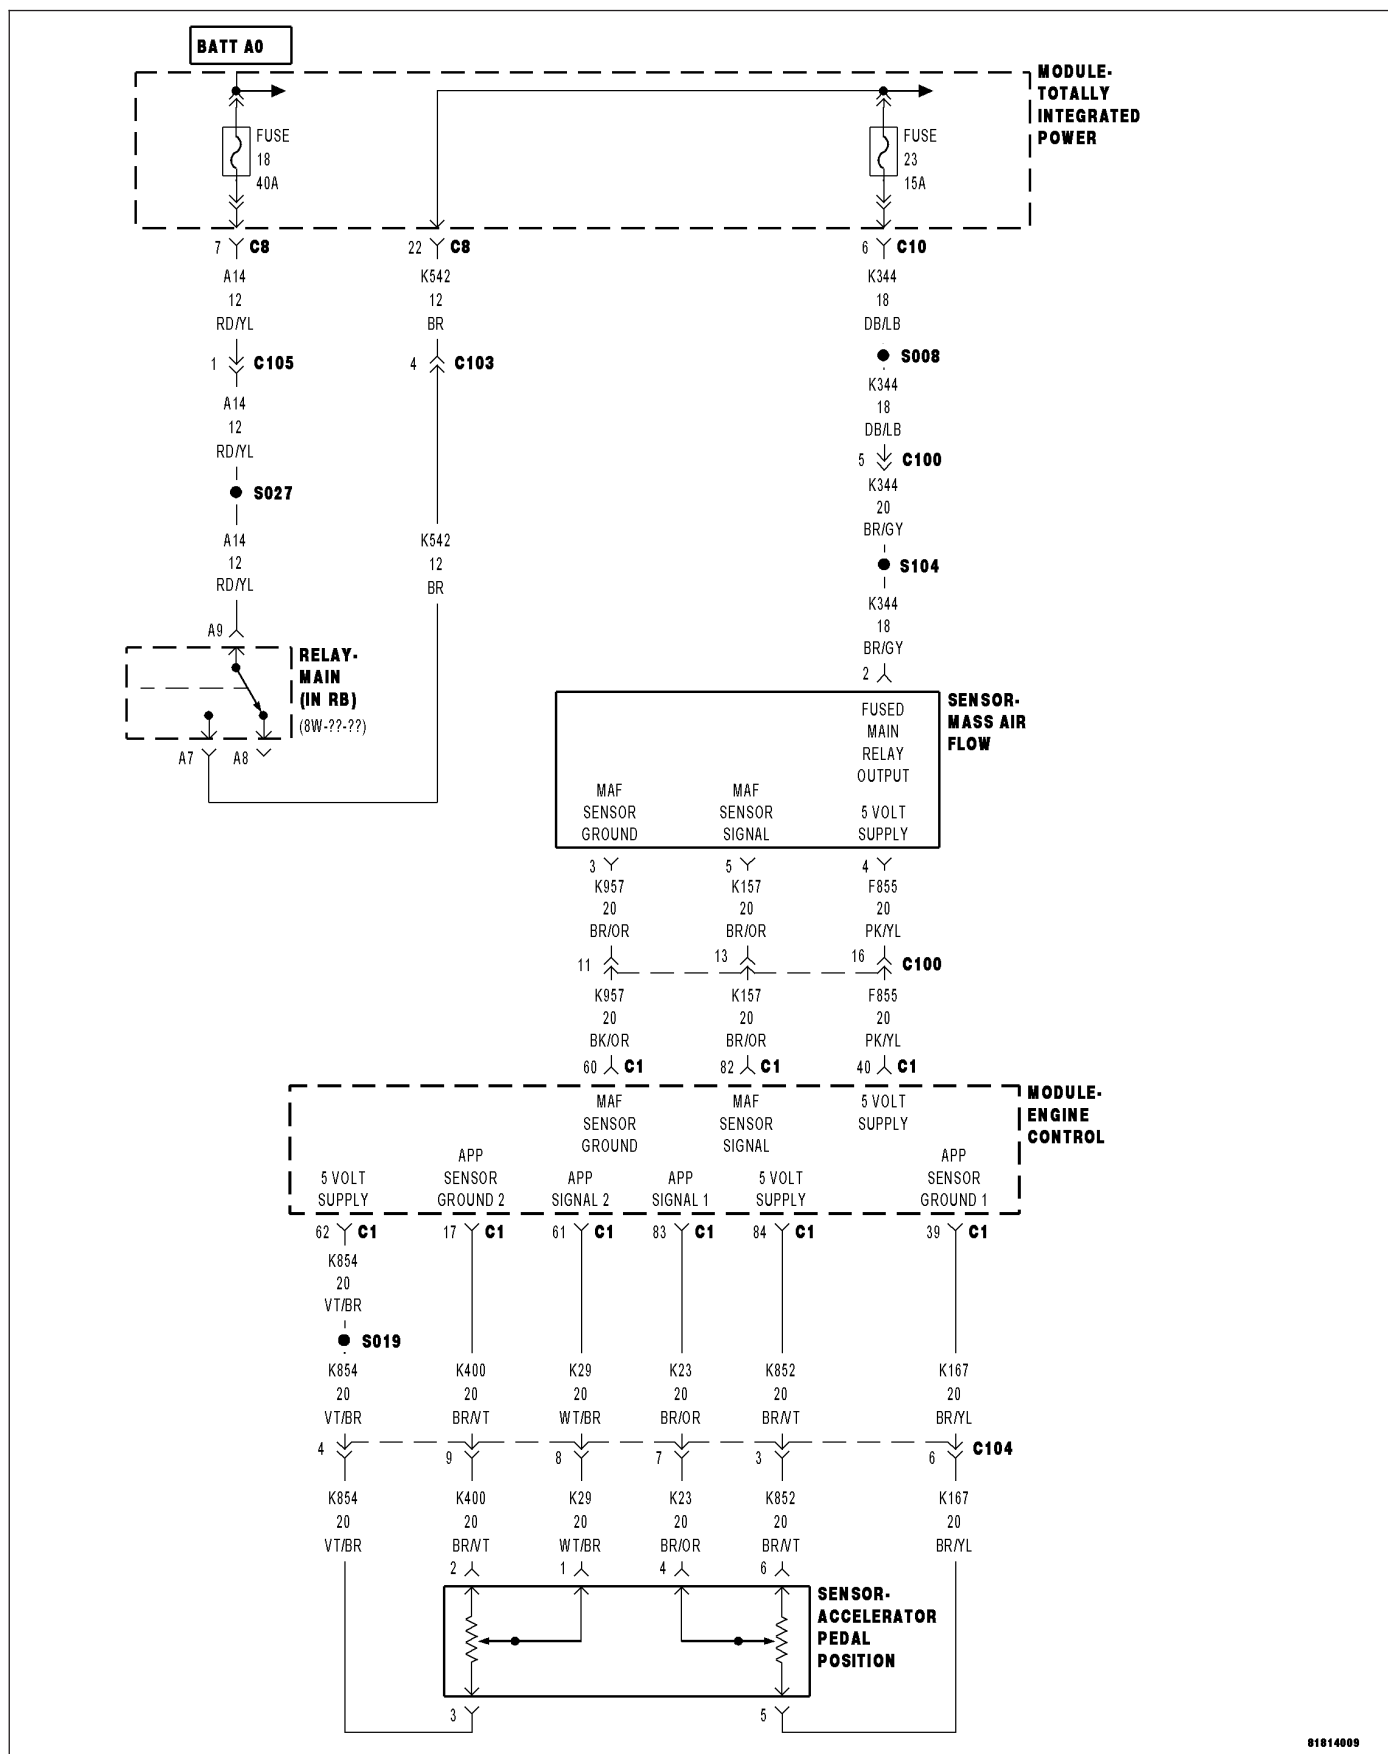 BATT A0
MODULE-
TOTALLY
INTEGRATED
POWER
FUSE
18
40A
FUSE
23
15A
7 C8
22 C8
6 C10
A14
12
RD/YL
K542
12
BR
K344
18
DB/LB
1 C105
4 C103
S008
A14
12
RD/YL
K344
18
DB/LB
5 C100
S027
K344
20
BR/GY
A14
12
RD/YL
K542
12
BR
S104
K344
18
BR/GY
A9
2
RELAY-
MAIN
(IN RB)
(8W-??-??)
A7 A8
SENSOR-
MASS AIR
FLOW
FUSED
MAIN
RELAY
OUTPUT
MAF
SENSOR
GROUND
MAF
SENSOR
SIGNAL
5 VOLT
SUPPLY
3 5 4
K957 K157 F855
20 20 20
BR/OR BR/OR PK/YL
11 13 16 C100
K957 K157 F855
20 20 20
BK/OR BR/OR PK/YL
60 C1 82 C1 40 C1
MODULE-
ENGINE
CONTROL
MAF
SENSOR
GROUND
MAF
SENSOR
SIGNAL
5 VOLT
SUPPLY
5 VOLT
SUPPLY
APP
SENSOR
GROUND 2
APP
SIGNAL 2
APP
SIGNAL 1
5 VOLT
SUPPLY
APP
SENSOR
GROUND 1
62 C1 17 C1 61 C1 83 C1 84 C1 39 C1
K854
20
VT/BR
S019
K854 K400 K29 K23 K852 K167
20 20 20 20 20 20
VT/BR BR/VT WT/BR BR/OR BR/VT BR/YL
4 9 8 7 3 6 C104
K854 K400 K29 K23 K852 K167
20 20 20 20 20 20
VT/BR BR/VT WT/BR BR/OR BR/VT BR/YL
2 1 4 6
SENSOR-
ACCELERATOR
PEDAL
POSITION
3 5
81814009